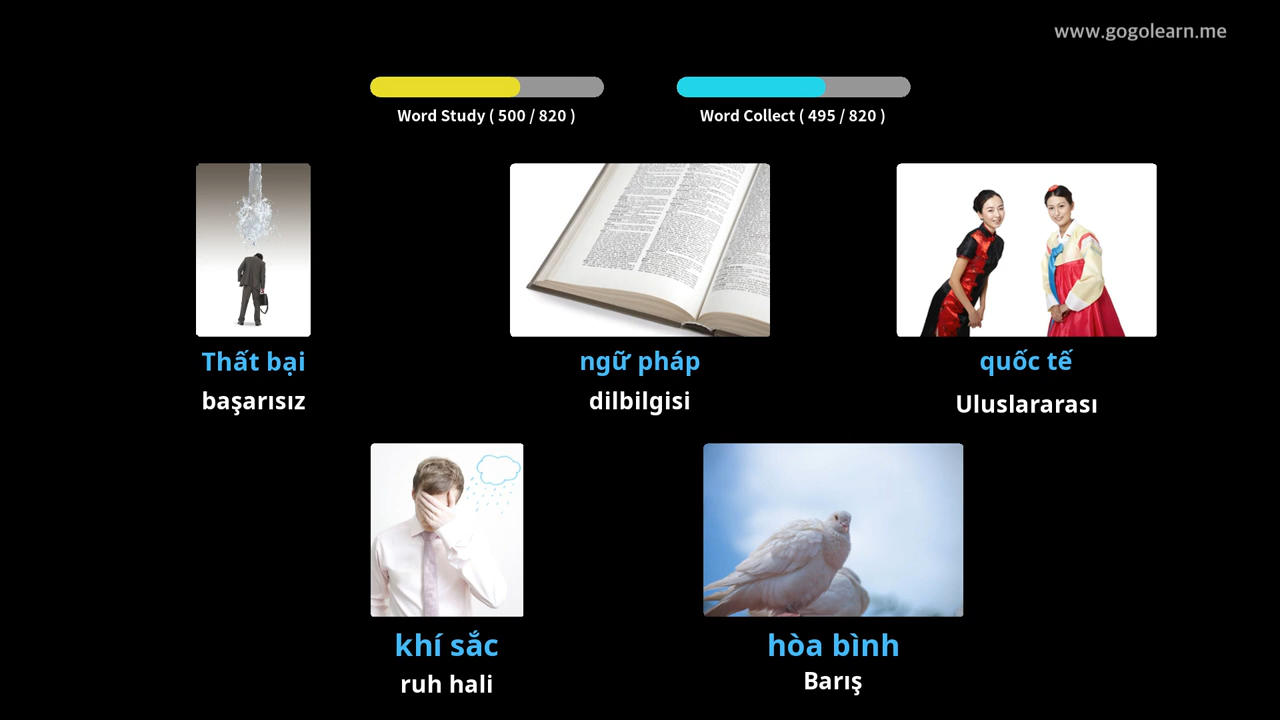 www.gogolearn.me
Word Study ( 500 / 820 )
Word Collect ( 495 / 820 )
Thất bại
başarısız
ngữ pháp
dilbilgisi
quốc tế
Uluslararası
khí sắc
ruh hali
hòa bình
Barış